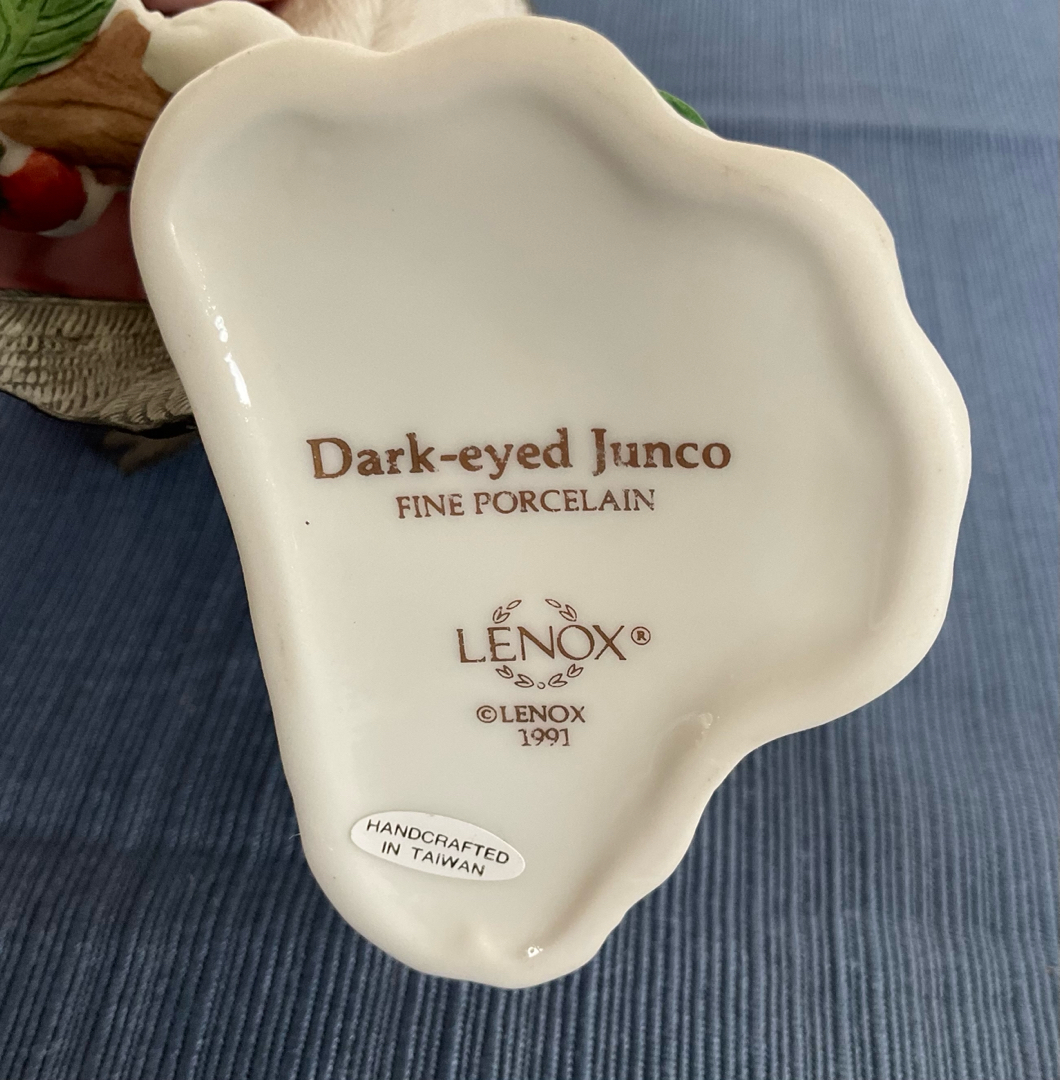 Dark-eyed Junco
FINE PORCELAIN
LENOX®
©LENOX
1991
HANDCRAFTED
IN TAIWAN